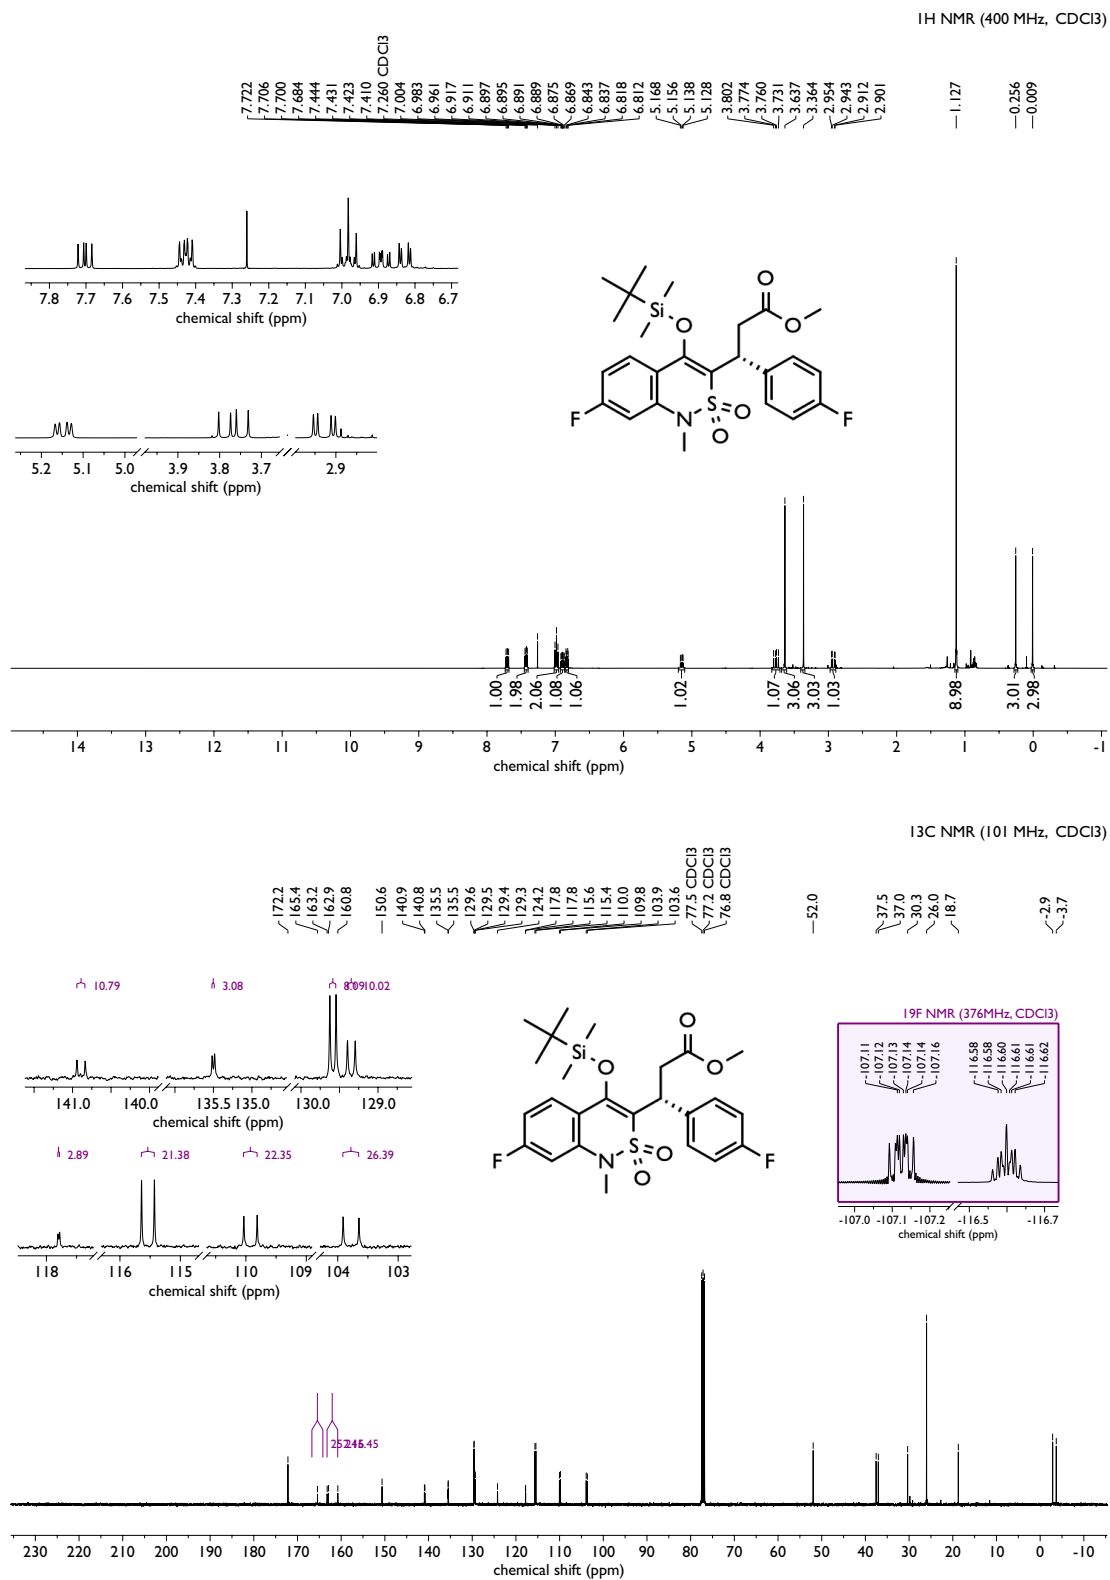 1H NMR (400 MHz, CDCl3)
7.722
7.706
7.700
7.684
7.444
7.431
7.423
7.410
7.260 CDCl3
7.004
6.983
6.961
6.917
6.911
6.897
6.895
6.891
6.889
6.875
6.869
6.843
6.837
6.818
6.812
5.168
5.156
5.138
5.128
3.802
3.774
3.760
3.731
3.637
3.364
2.954
2.943
2.912
2.901
1.127
0.256
0.009
7.8 7.7 7.6 7.5 7.4 7.3 7.2 7.1 7.0 6.9 6.8 6.7
chemical shift (ppm)
5.2 5.1 5.0 3.9 3.8 3.7 2.9
chemical shift (ppm)
Si
O
O
O
F
N
S
O
O
F
1.00
1.98
2.06
1.08
1.06
1.02
1.07
3.06
3.03
1.03
8.98
3.01
2.98
14 13 12 11 10 9 8 7 6 5 4 3 2 1 0 -1
chemical shift (ppm)
13C NMR (101 MHz, CDCl3)
172.2
165.4
163.2
162.9
160.8
150.6
140.9
140.8
135.5
135.5
129.6
129.5
129.4
129.3
124.2
117.8
117.8
115.6
115.4
110.0
109.8
103.9
103.6
77.5 CDCl3
77.2 CDCl3
76.8 CDCl3
52.0
37.5
37.0
30.3
26.0
18.7
-2.9
-3.7
10.79 3.08 8.09 10.02
141.0 140.0 135.5 135.0 130.0 129.0
chemical shift (ppm)
2.89 21.38 22.35 26.39
118 116 115 110 109 104 103
chemical shift (ppm)
Si
O
O
O
F
N
S
O
O
F
19F NMR (376MHz, CDCl3)
-107.11
-107.12
-107.13
-107.14
-107.14
-107.16
-116.58
-116.58
-116.60
-116.61
-116.61
-116.62
-107.0 -107.1 -107.2 -116.5 -116.7
chemical shift (ppm)
230 220 210 200 190 180 170 160 150 140 130 120 110 100 90 80 70 60 50 40 30 20 10 0 -10
chemical shift (ppm)